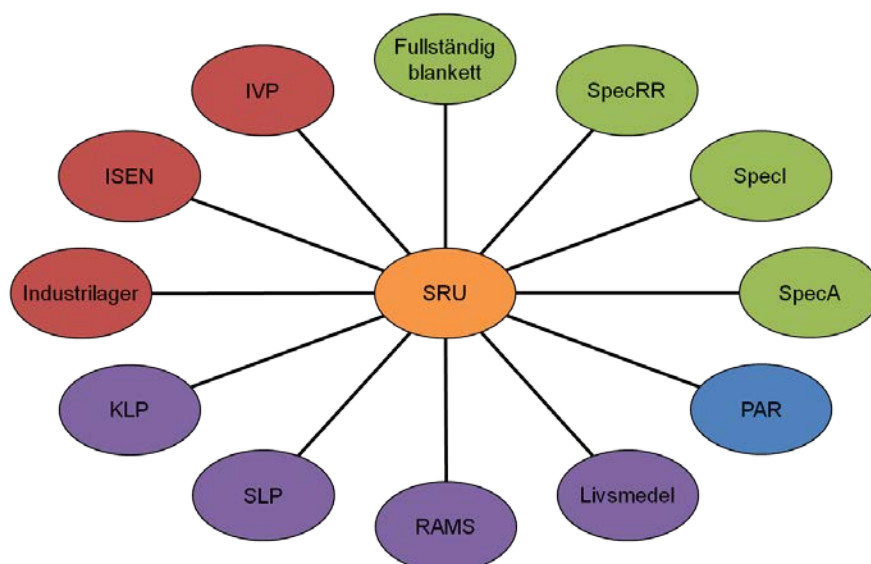 Fullständig
blankett
IVP
SpecRR
ISEN
SpecI
Industrilager
SRU
SpecA
KLP
PAR
SLP
Livsmedel
RAMS